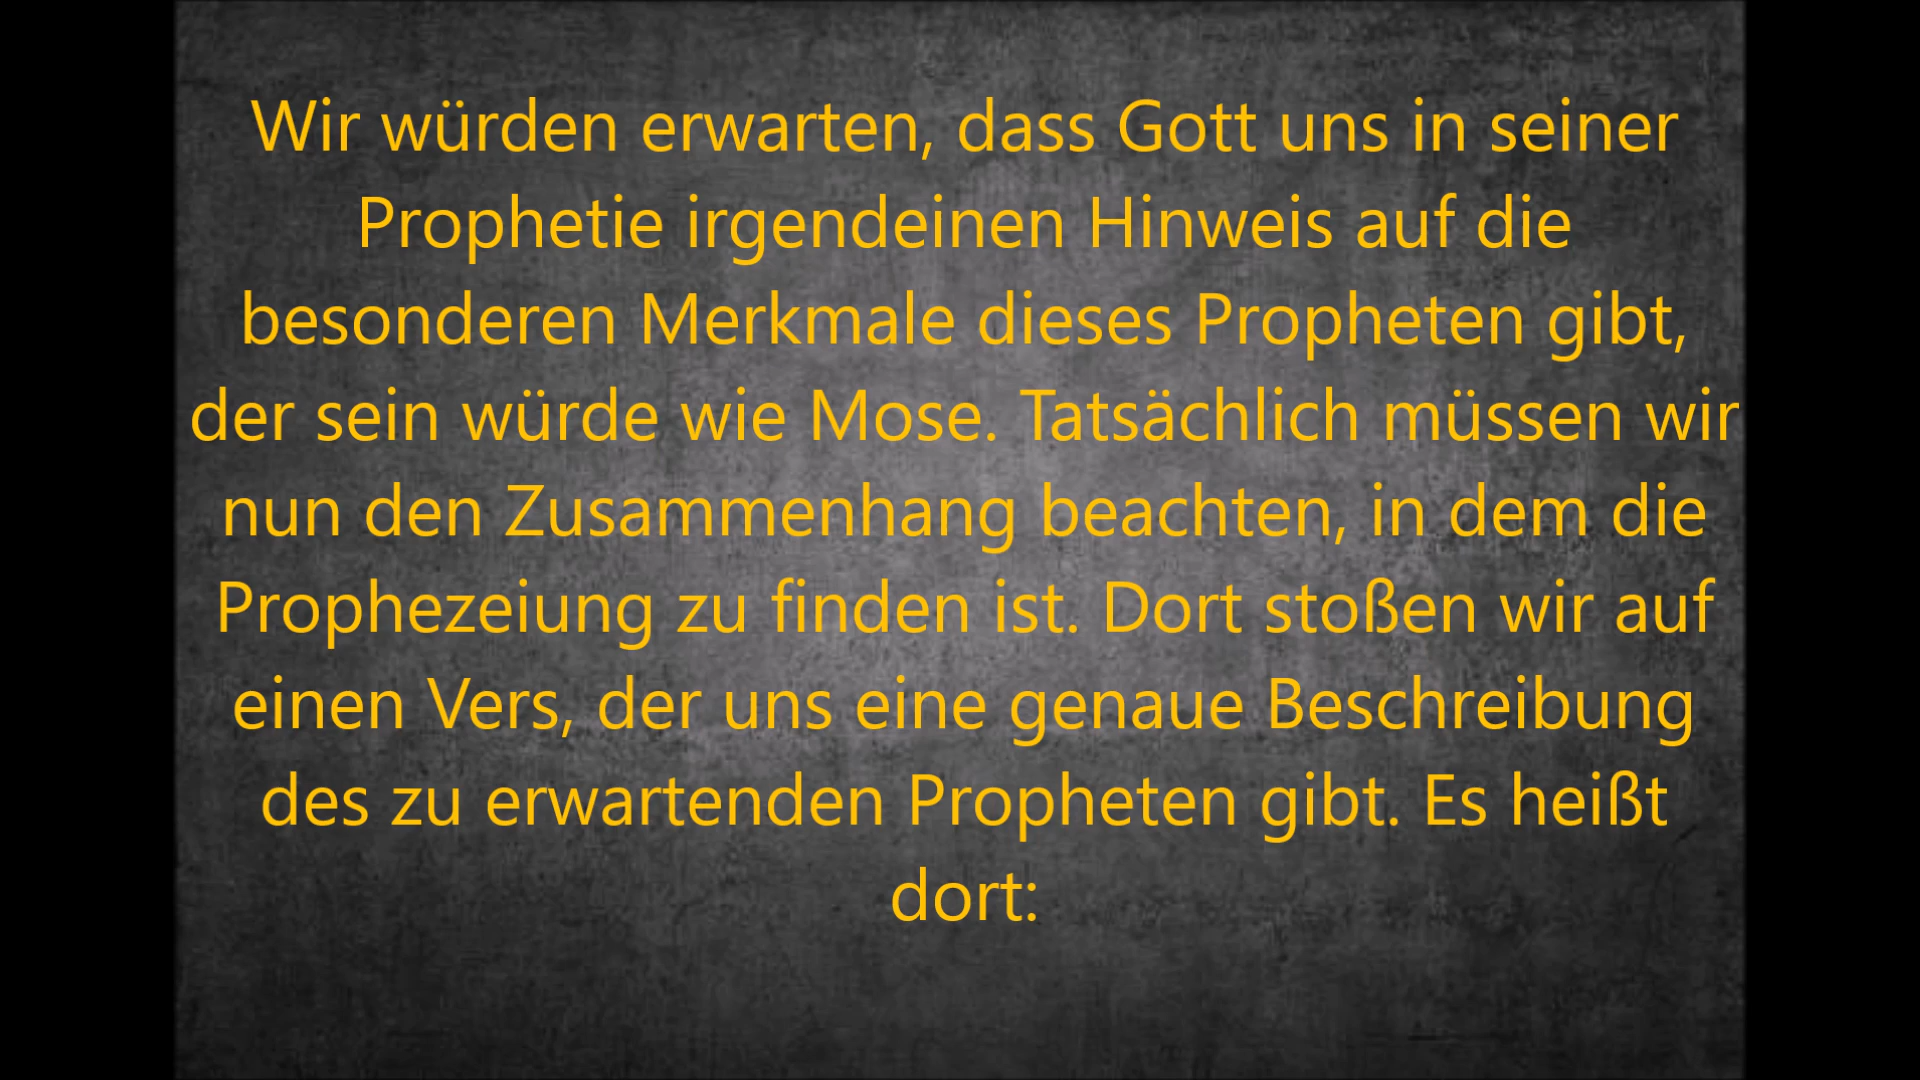 Wir würden erwarten, dass Gott uns in seiner
Prophetie irgendeinen Hinweis auf die
besonderen Merkmale dieses Propheten gibt,
der sein würde wie Mose. Tatsächlich müssen wir
nun den Zusammenhang beachten, in dem die
Prophezeiung zu finden ist. Dort stoßen wir auf
einen Vers, der uns eine genaue Beschreibung
des zu erwartenden Propheten gibt. Es heißt
dort: